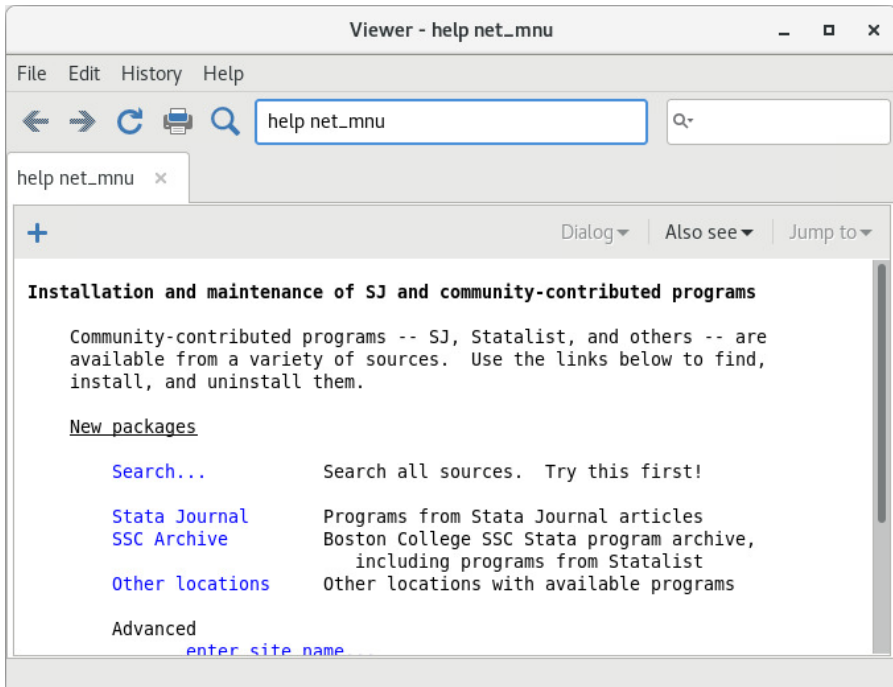 Viewer - help net_mnu
File Edit History Help
help net_mnu
help net_mnu
Dialog Also see Jump to
Installation and maintenance of SJ and community-contributed programs
Community-contributed programs -- SJ, Statalist, and others -- are
available from a variety of sources. Use the links below to find,
install, and uninstall them.
New packages
Search... Search all sources. Try this first!
Stata Journal Programs from Stata Journal articles
SSC Archive Boston College SSC Stata program archive,
including programs from Statalist
Other locations Other locations with available programs
Advanced
enter site name...